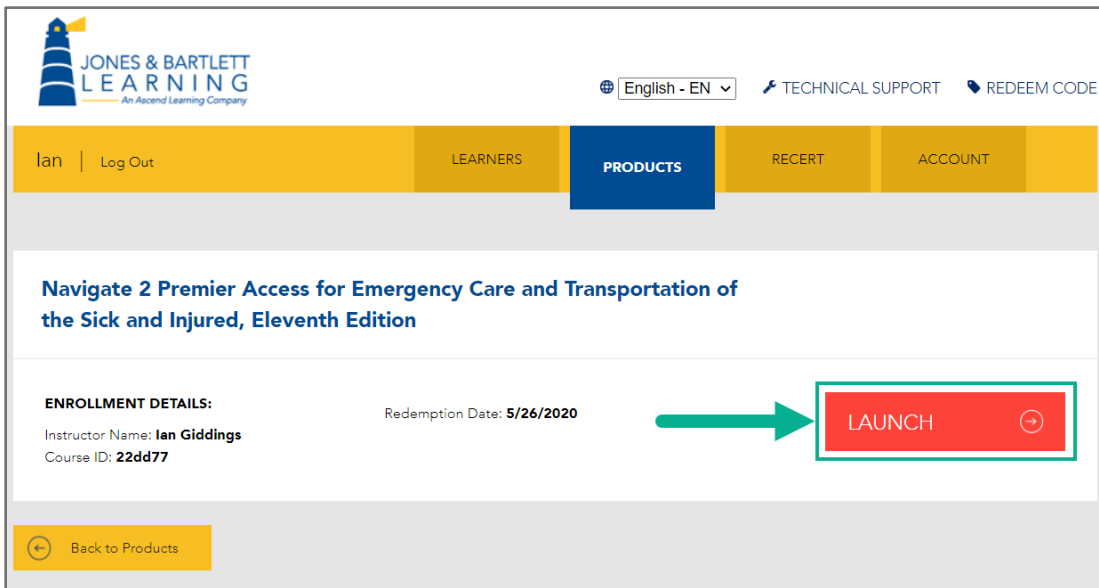 JONES & BARTLETT
LEARNING
An Ascend Learning Company
English - EN
TECHNICAL SUPPORT
REDEEM CODE
Ian | Log Out
LEARNERS
PRODUCTS
RECERT
ACCOUNT
Navigate 2 Premier Access for Emergency Care and Transportation of
the Sick and Injured, Eleventh Edition
ENROLLMENT DETAILS:
Instructor Name: Ian Giddings
Course ID: 22dd77
Redemption Date: 5/26/2020
LAUNCH
Back to Products